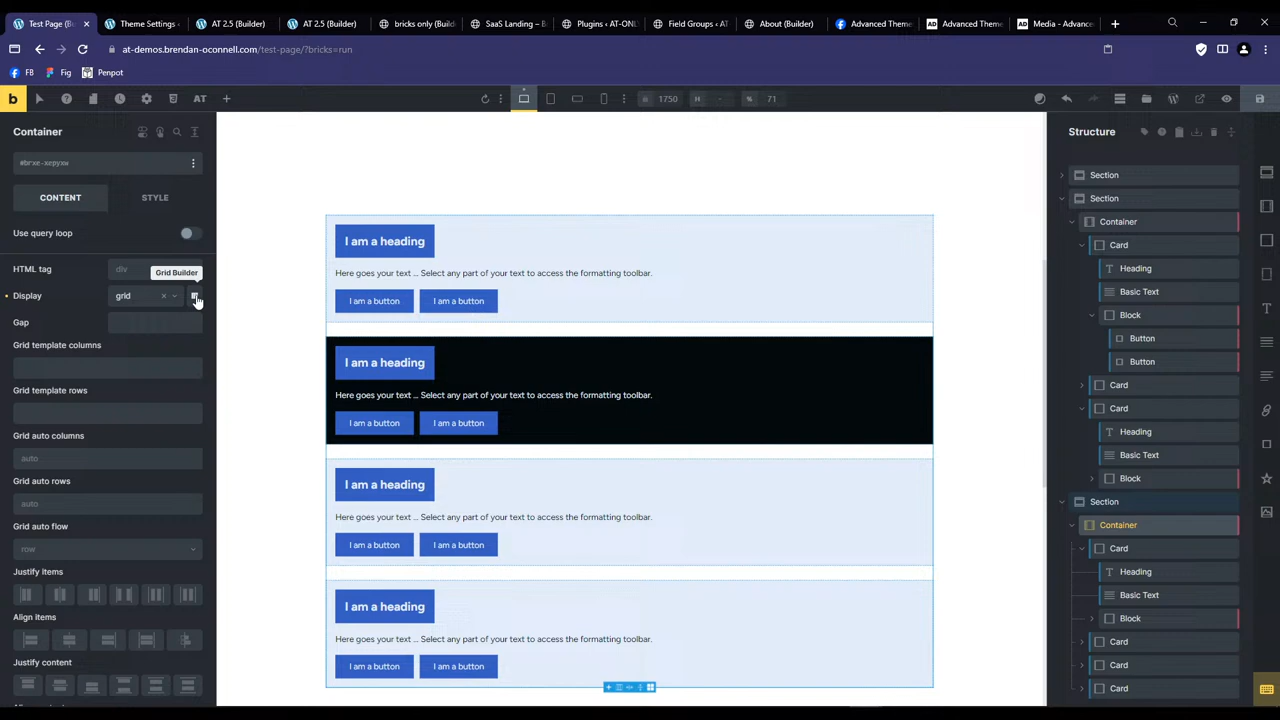 Test Page (B
Theme Settings
AT 2.5 (Builder)
AT 2.5 (Builder)
bricks only (Build
SaaS Landing – B
Plugins ‹ AT-ONL
Field Groups ‹ AT
About (Builder)
Advanced Them
Advanced Theme
Media - Advance
at-demos.brendan-oconnell.com/test-page/?bricks=run
FB
Fig
Penpot
b
AT
1750
H
-
%
71
Container
#brxe-xepyxw
CONTENT
STYLE
Use query loop
HTML tag
div
Grid Builder
Display
grid
Gap
Grid template columns
Grid template rows
Grid auto columns
auto
Grid auto rows
auto
Grid auto flow
row
Justify items
Align items
Justify content
I am a heading
Here goes your text ... Select any part of your text to access the formatting toolbar.
I am a button
I am a button
I am a heading
Here goes your text ... Select any part of your text to access the formatting toolbar.
I am a button
I am a button
I am a heading
Here goes your text ... Select any part of your text to access the formatting toolbar.
I am a button
I am a button
I am a heading
Here goes your text ... Select any part of your text to access the formatting toolbar.
I am a button
I am a button
Structure
Section
Section
Container
Card
Heading
Basic Text
Block
Button
Button
Card
Card
Heading
Basic Text
Block
Section
Container
Card
Heading
Basic Text
Block
Card
Card
Card